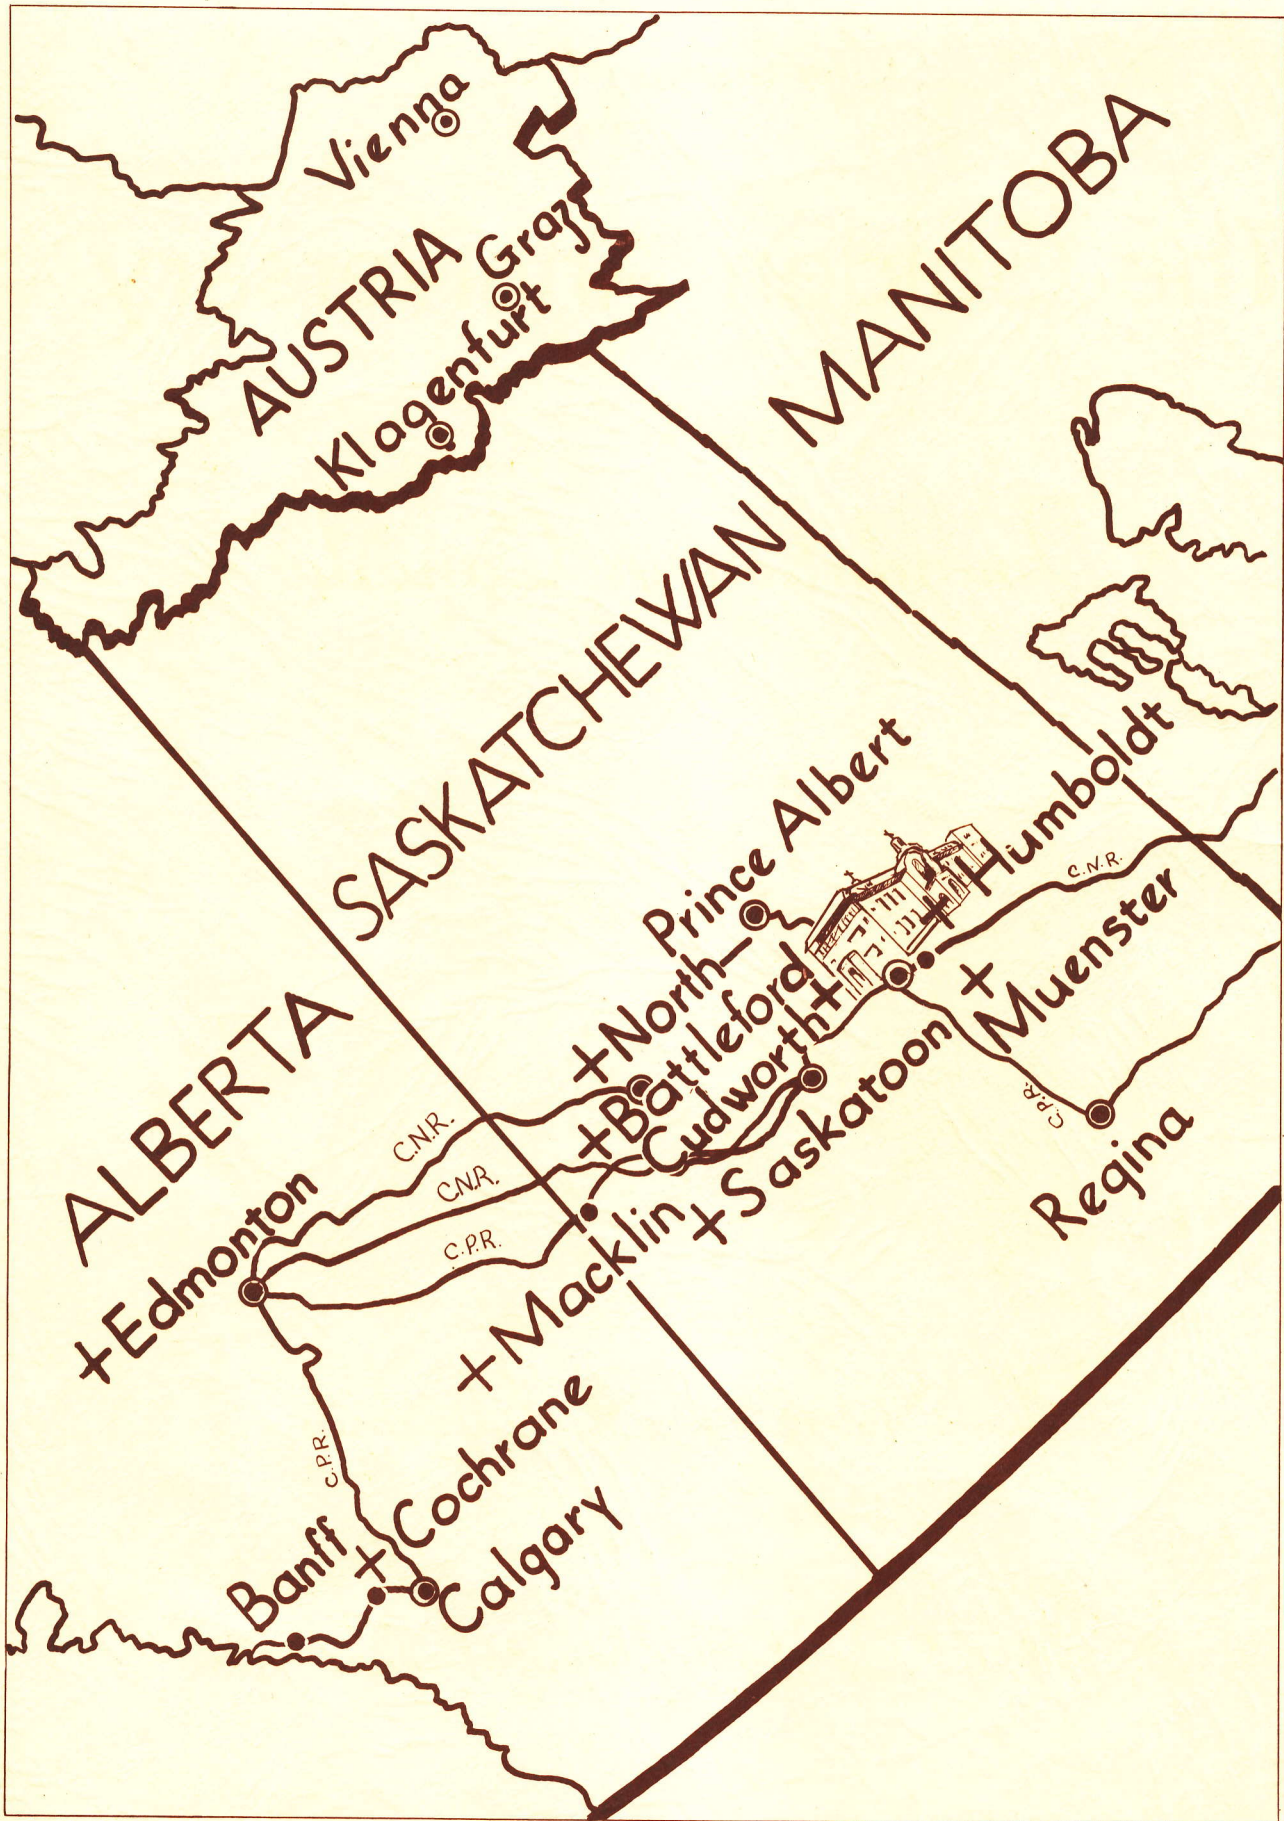 Vienna
AUSTRIA
Graz
Klagenfurt
MANITOBA
SASKATCHEWAN
ALBERTA
Prince Albert
+ Humboldt
C.N.R.
+ North-
+ Battleford
Cudworth +
+
Muenster
+ Saskatoon
C.P.R.
Regina
C.N.R.
C.N.R.
C.P.R.
+ Edmonton
+ Macklin
C.P.R.
+ Cochrane
Banff
Calgary